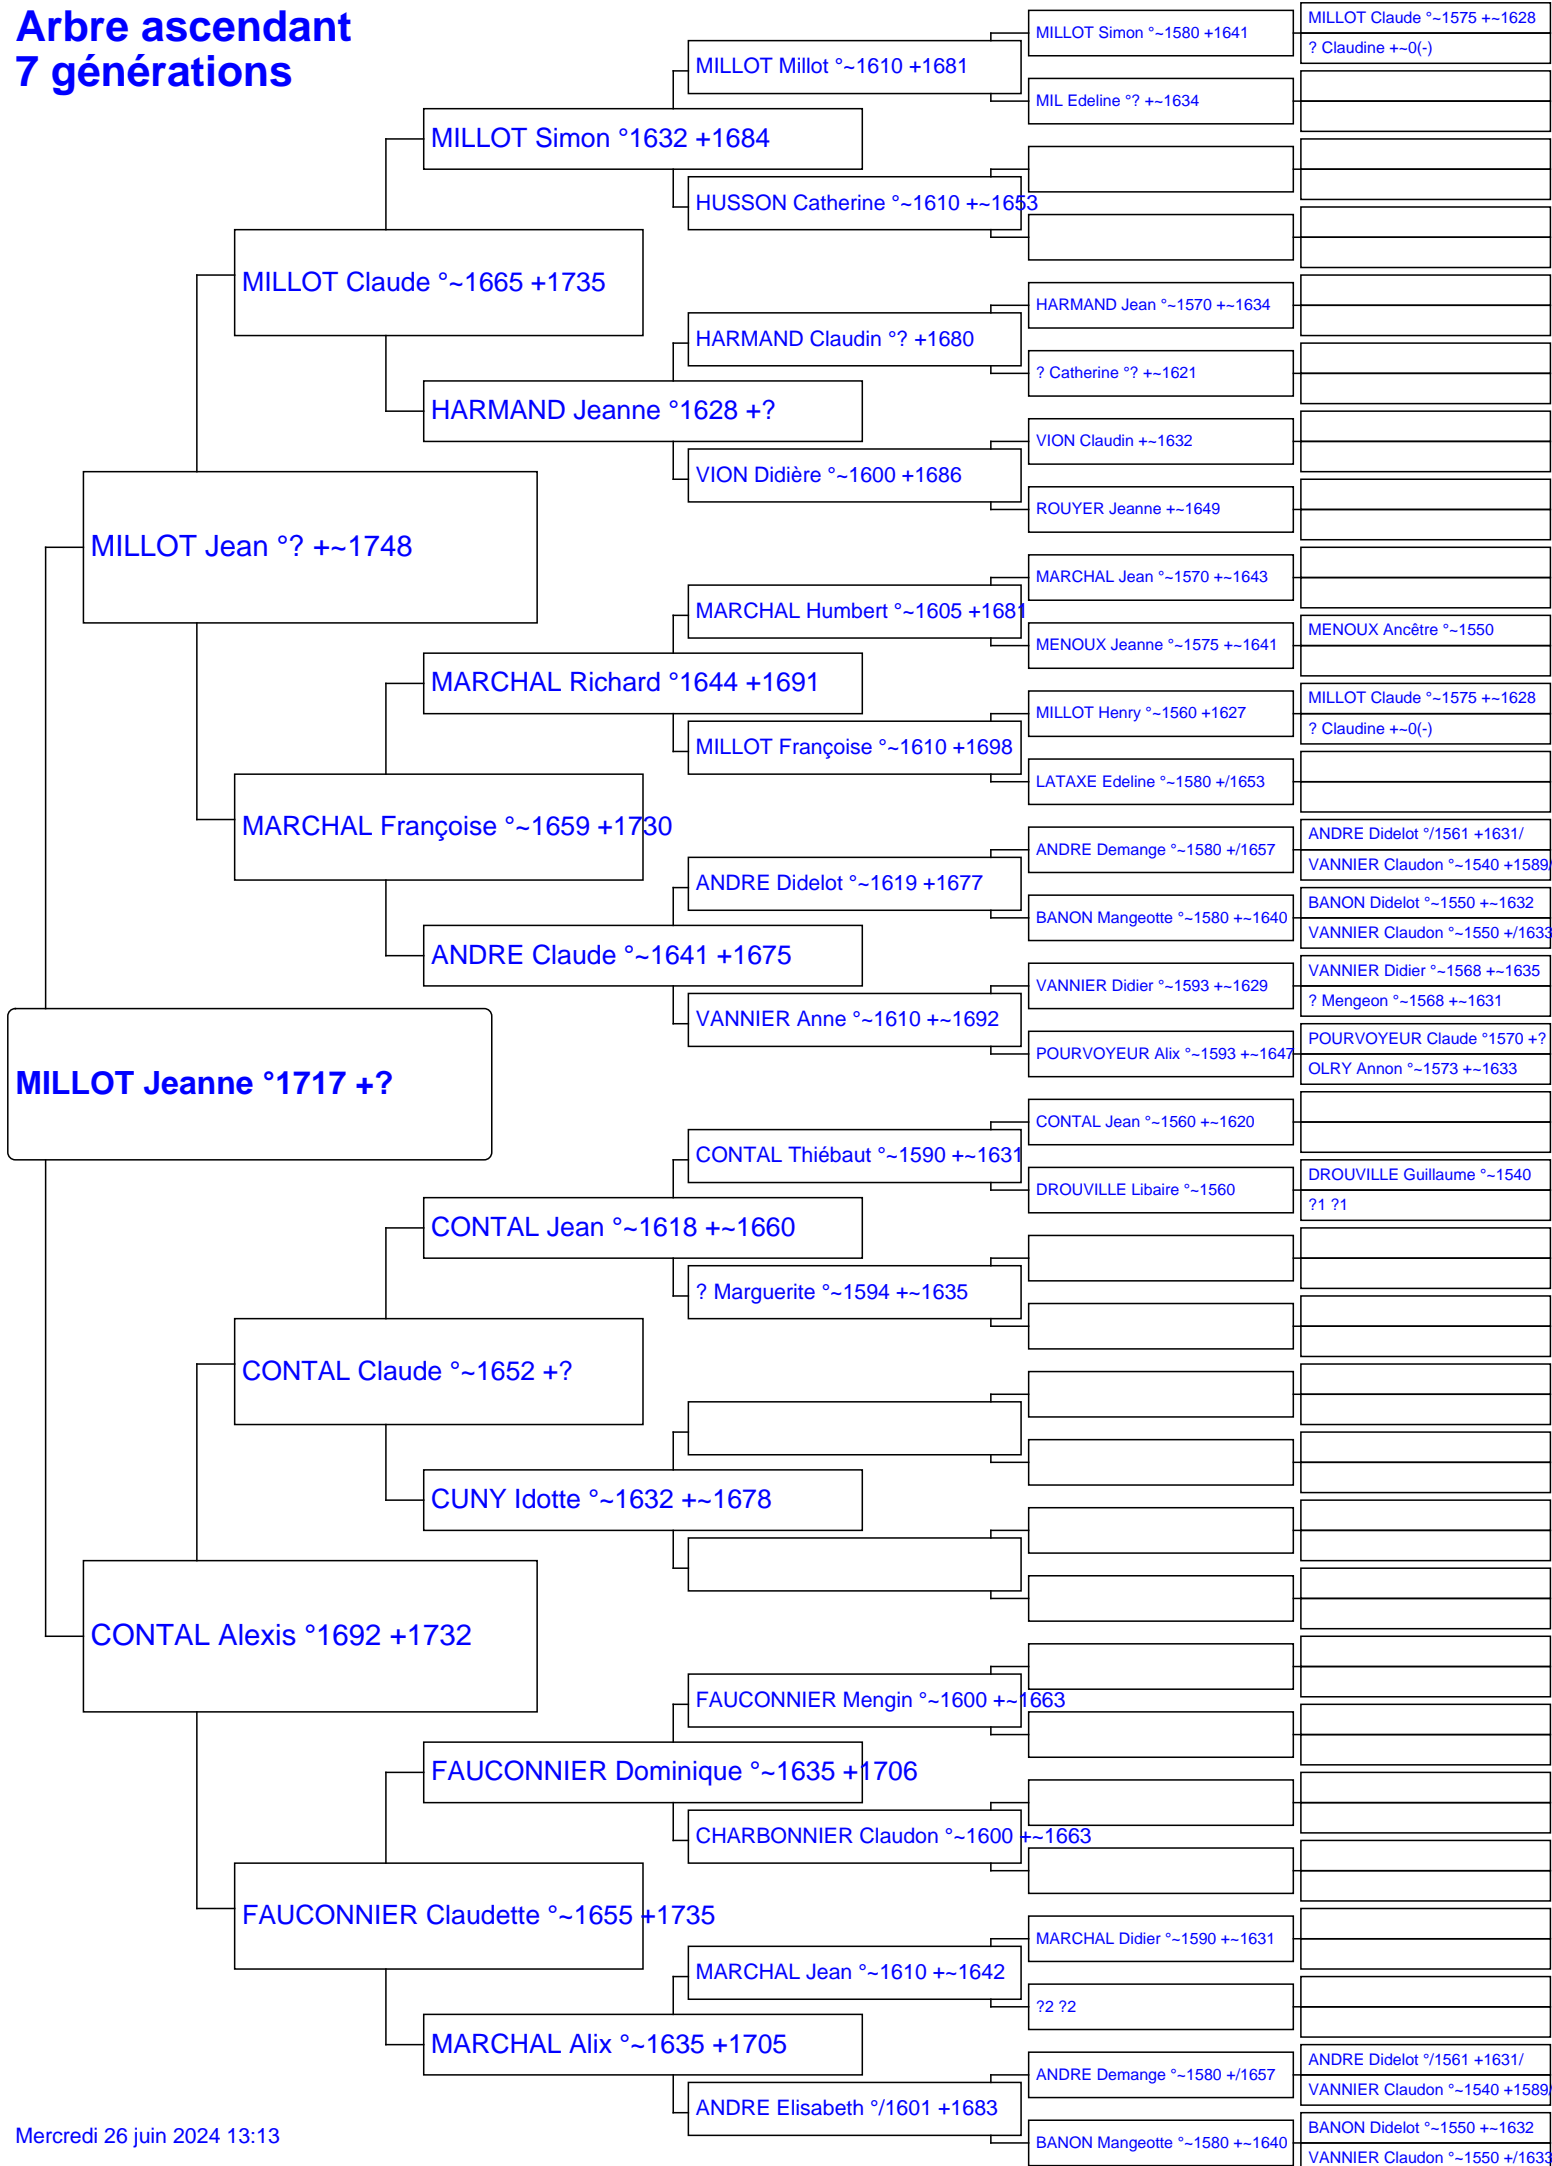 Arbre ascendant
7 générations
MILLOT Jeanne °1717 +?
MILLOT Jean °? +~1748
CONTAL Alexis °1692 +1732
MILLOT Claude °~1665 +1735
MARCHAL Françoise °~1659 +1730
CONTAL Claude °~1652 +?
FAUCONNIER Claudette °~1655 +1735
MILLOT Simon °1632 +1684
HARMAND Jeanne °1628 +?
MARCHAL Richard °1644 +1691
ANDRE Claude °~1641 +1675
CONTAL Jean °~1618 +~1660
CUNY Idotte °~1632 +~1678
FAUCONNIER Dominique °~1635 +1706
MARCHAL Alix °~1635 +1705
MILLOT Millot °~1610 +1681
HUSSON Catherine °~1610 +~1653
HARMAND Claudin °? +1680
VION Didière °~1600 +1686
MARCHAL Humbert °~1605 +1681
MILLOT Françoise °~1610 +1698
ANDRE Didelot °~1619 +1677
VANNIER Anne °~1610 +~1692
CONTAL Thiébaut °~1590 +~1631
? Marguerite °~1594 +~1635
FAUCONNIER Mengin °~1600 +~1663
CHARBONNIER Claudon °~1600 +~1663
MARCHAL Jean °~1610 +~1642
ANDRE Elisabeth °/1601 +1683
MILLOT Simon °~1580 +1641
MIL Edeline °? +~1634
HARMAND Jean °~1570 +~1634
? Catherine °? +~1621
VION Claudin +~1632
ROUYER Jeanne +~1649
MARCHAL Jean °~1570 +~1643
MENOUX Jeanne °~1575 +~1641
MILLOT Henry °~1560 +1627
LATAXE Edeline °~1580 +/1653
ANDRE Demange °~1580 +/1657
BANON Mangeotte °~1580 +~1640
VANNIER Didier °~1593 +~1629
POURVOYEUR Alix °~1593 +~1647
CONTAL Jean °~1560 +~1620
DROUVILLE Libaire °~1560
MARCHAL Didier °~1590 +~1631
?2 ?2
ANDRE Demange °~1580 +/1657
BANON Mangeotte °~1580 +~1640
MILLOT Claude °~1575 +~1628
? Claudine +~0(-)
MENOUX Ancêtre °~1550
MILLOT Claude °~1575 +~1628
? Claudine +~0(-)
ANDRE Didelot °/1561 +1631/
VANNIER Claudon °~1540 +1589/
BANON Didelot °~1550 +~1632
VANNIER Claudon °~1550 +/1633
VANNIER Didier °~1568 +~1635
? Mengeon °~1568 +~1631
POURVOYEUR Claude °1570 +?
OLRY Annon °~1573 +~1633
DROUVILLE Guillaume °~1540
?1 ?1
ANDRE Didelot °/1561 +1631/
VANNIER Claudon °~1540 +1589/
BANON Didelot °~1550 +~1632
VANNIER Claudon °~1550 +/1633
Mercredi 26 juin 2024 13:13